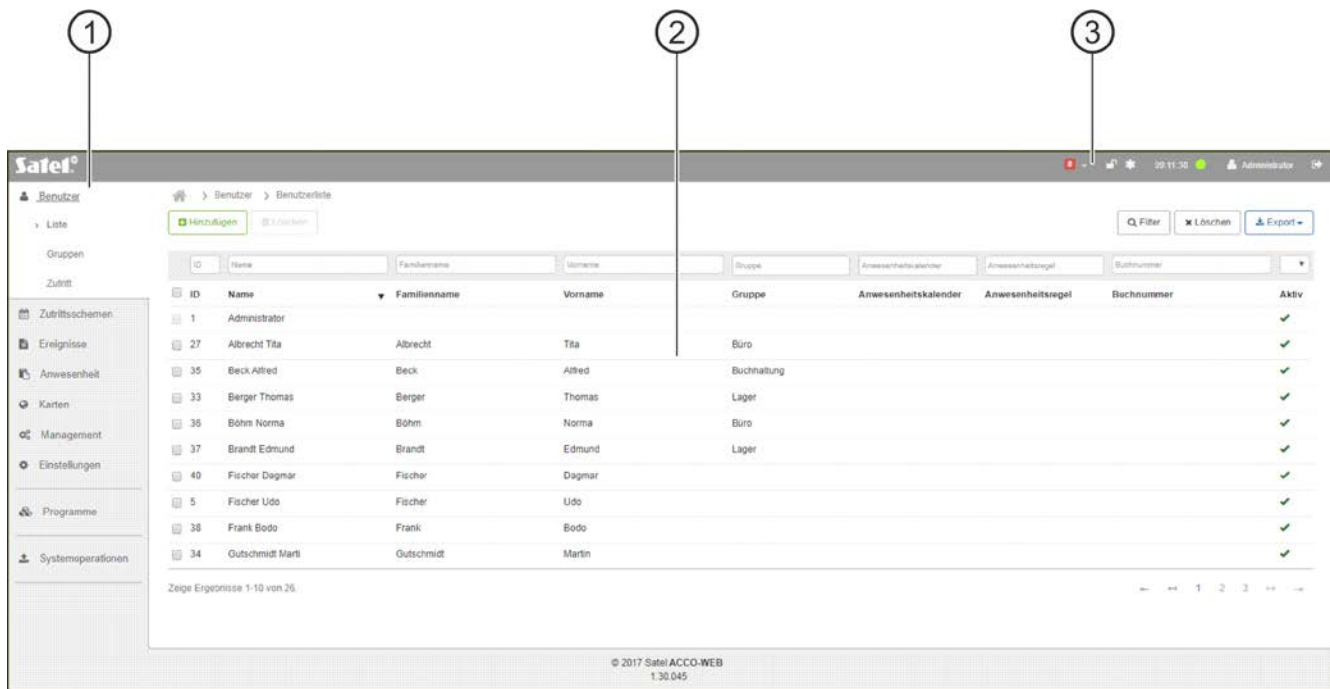 1 2 3
Satel®
8 09:11:30 Administrator
Benutzer
Liste
Gruppen
Zutritt
Zutrittsschemen
Ereignisse
Anwesenheit
Karten
Management
Einstellungen
Programme
Systemoperationen
> Benutzer > Benutzerliste
Hinzufügen Löschen Filter Löschen Export
ID Name Familienname Vorname Gruppe Anwesenheitskalender Anwesenheitsregel Buchnummer
ID Name Familienname Vorname Gruppe Anwesenheitskalender Anwesenheitsregel Buchnummer Aktiv
1 Administrator
27 Albrecht Tita Albrecht Tita Büro
35 Beck Alfred Beck Alfred Buchhaltung
33 Berger Thomas Berger Thomas Lager
36 Böhm Norma Böhm Norma Büro
37 Brandt Edmund Brandt Edmund Lager
40 Fischer Dagmar Fischer Dagmar
5 Fischer Udo Fischer Udo
38 Frank Bodo Frank Bodo
34 Gutschmidt Marti Gutschmidt Martin
Zeige Ergebnisse 1-10 von 26. 1 2 3
© 2017 Satel ACCO-WEB
1.30.045